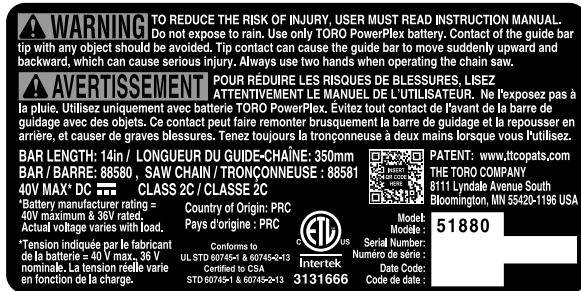 WARNING
TO REDUCE THE RISK OF INJURY, USER MUST READ INSTRUCTION MANUAL.
Do not expose to rain. Use only TORO PowerPlex battery. Contact of the guide bar
tip with any object should be avoided. Tip contact can cause the guide bar to move suddenly upward and
backward, which can cause serious injury. Always use two hands when operating the chain saw.
AVERTISSEMENT
POUR RÉDUIRE LES RISQUES DE BLESSURES, LISEZ
ATTENTIVEMENT LE MANUEL DE L'UTILISATEUR. Ne l'exposez pas à
la pluie. Utilisez uniquement avec batterie TORO PowerPlex. Évitez tout contact de l'avant de la barre de
guidage avec des objets. Ce contact peut faire remonter brusquement la barre de guidage et la repousser en
arrière, et causer de graves blessures. Tenez toujours la tronçonneuse à deux mains lorsque vous l'utilisez.
BAR LENGTH: 14in / LONGUEUR DU GUIDE-CHAÎNE: 350mm
BAR / BARRE: 88580 , SAW CHAIN / TRONÇONNEUSE : 88581
40V MAX* DC CLASS 2C / CLASSE 2C
*Battery manufacturer rating =
40V maximum & 36V rated.
Actual voltage varies with load.
*Tension indiquée par le fabricant
de la batterie = 40 V max., 36 V
nominale. La tension réelle varie
en fonction de la charge.
Country of Origin: PRC
Pays d'origine : PRC
Conforms to
UL STD 60745-1 & 60745-2-13
Certified to CSA
STD 60745-1 & 60745-2-13
INSERT
QR CODE
HERE
C ETL US
Intertek
3131666
PATENT: www.ttcopats.com
THE TORO COMPANY
8111 Lyndale Avenue South
Bloomington, MN 55420-1196 USA
Model:
Modèle :
51880
Serial Number:
Numéro de série :
Date Code:
Code de date :